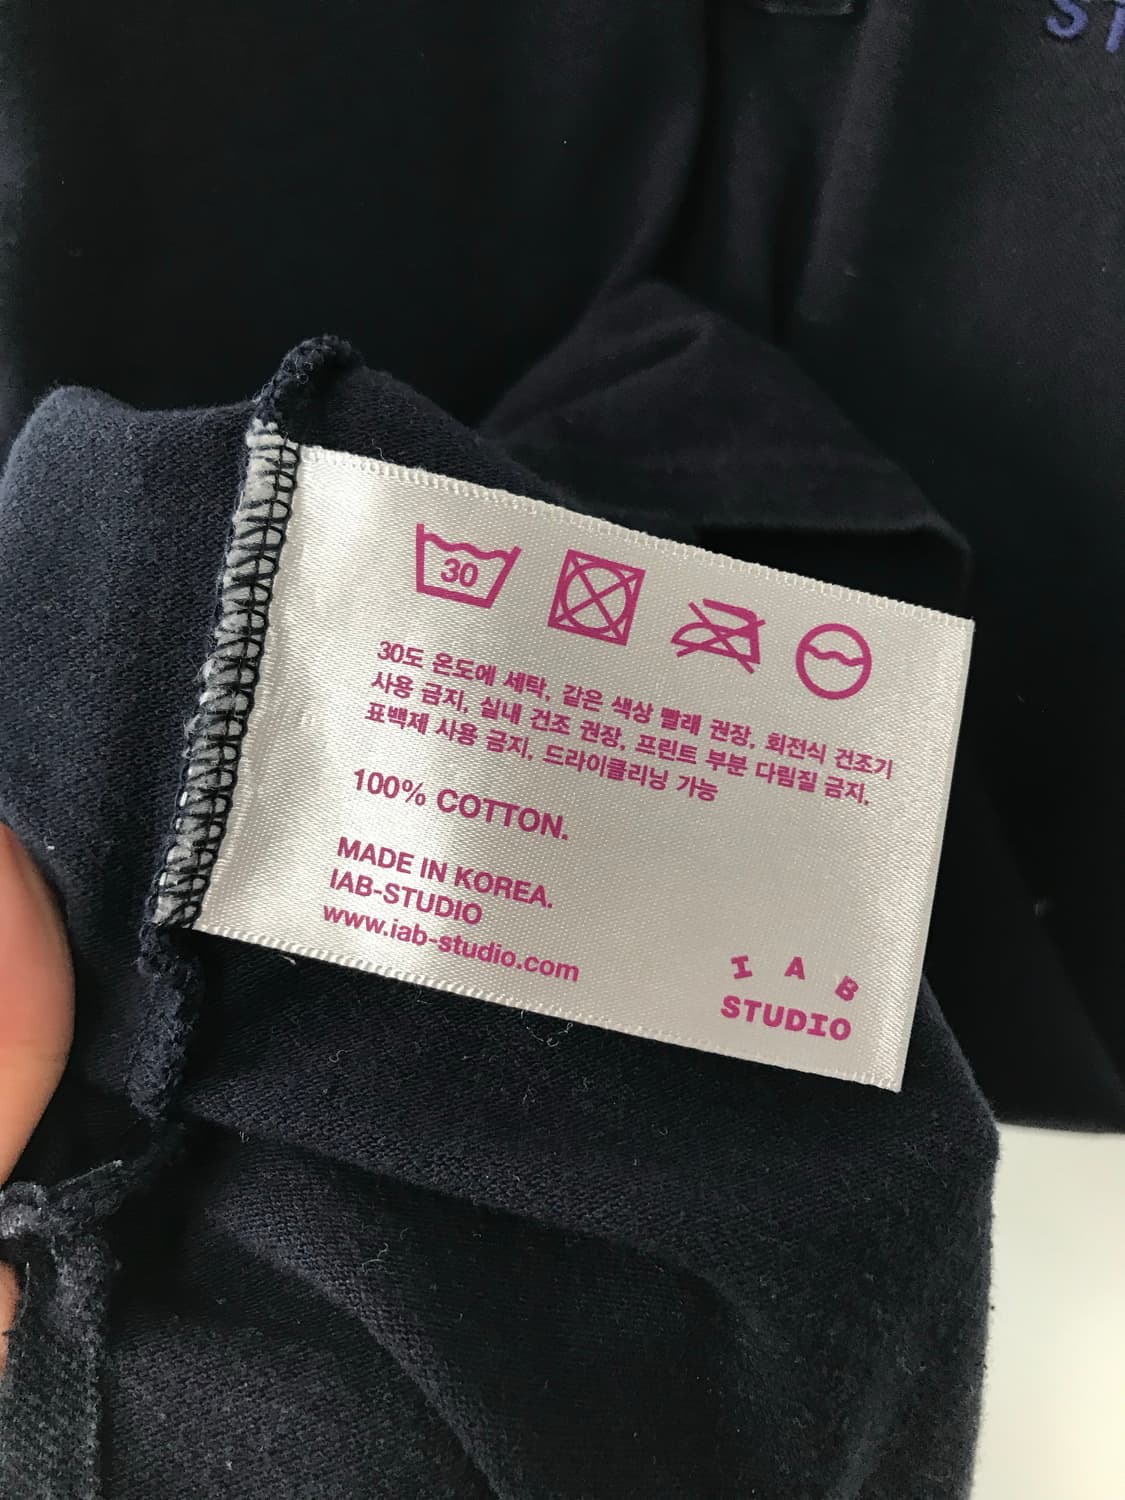 30
30도 온도에 세탁, 같은 색상 빨래 권장, 회전식 건조기
사용 금지, 실내 건조 권장, 프린트 부분 다림질 금지,
표백제 사용 금지, 드라이클리닝 가능
100% COTTON.
MADE IN KOREA.
IAB-STUDIO
www.iab-studio.com
I A B
STUDIO